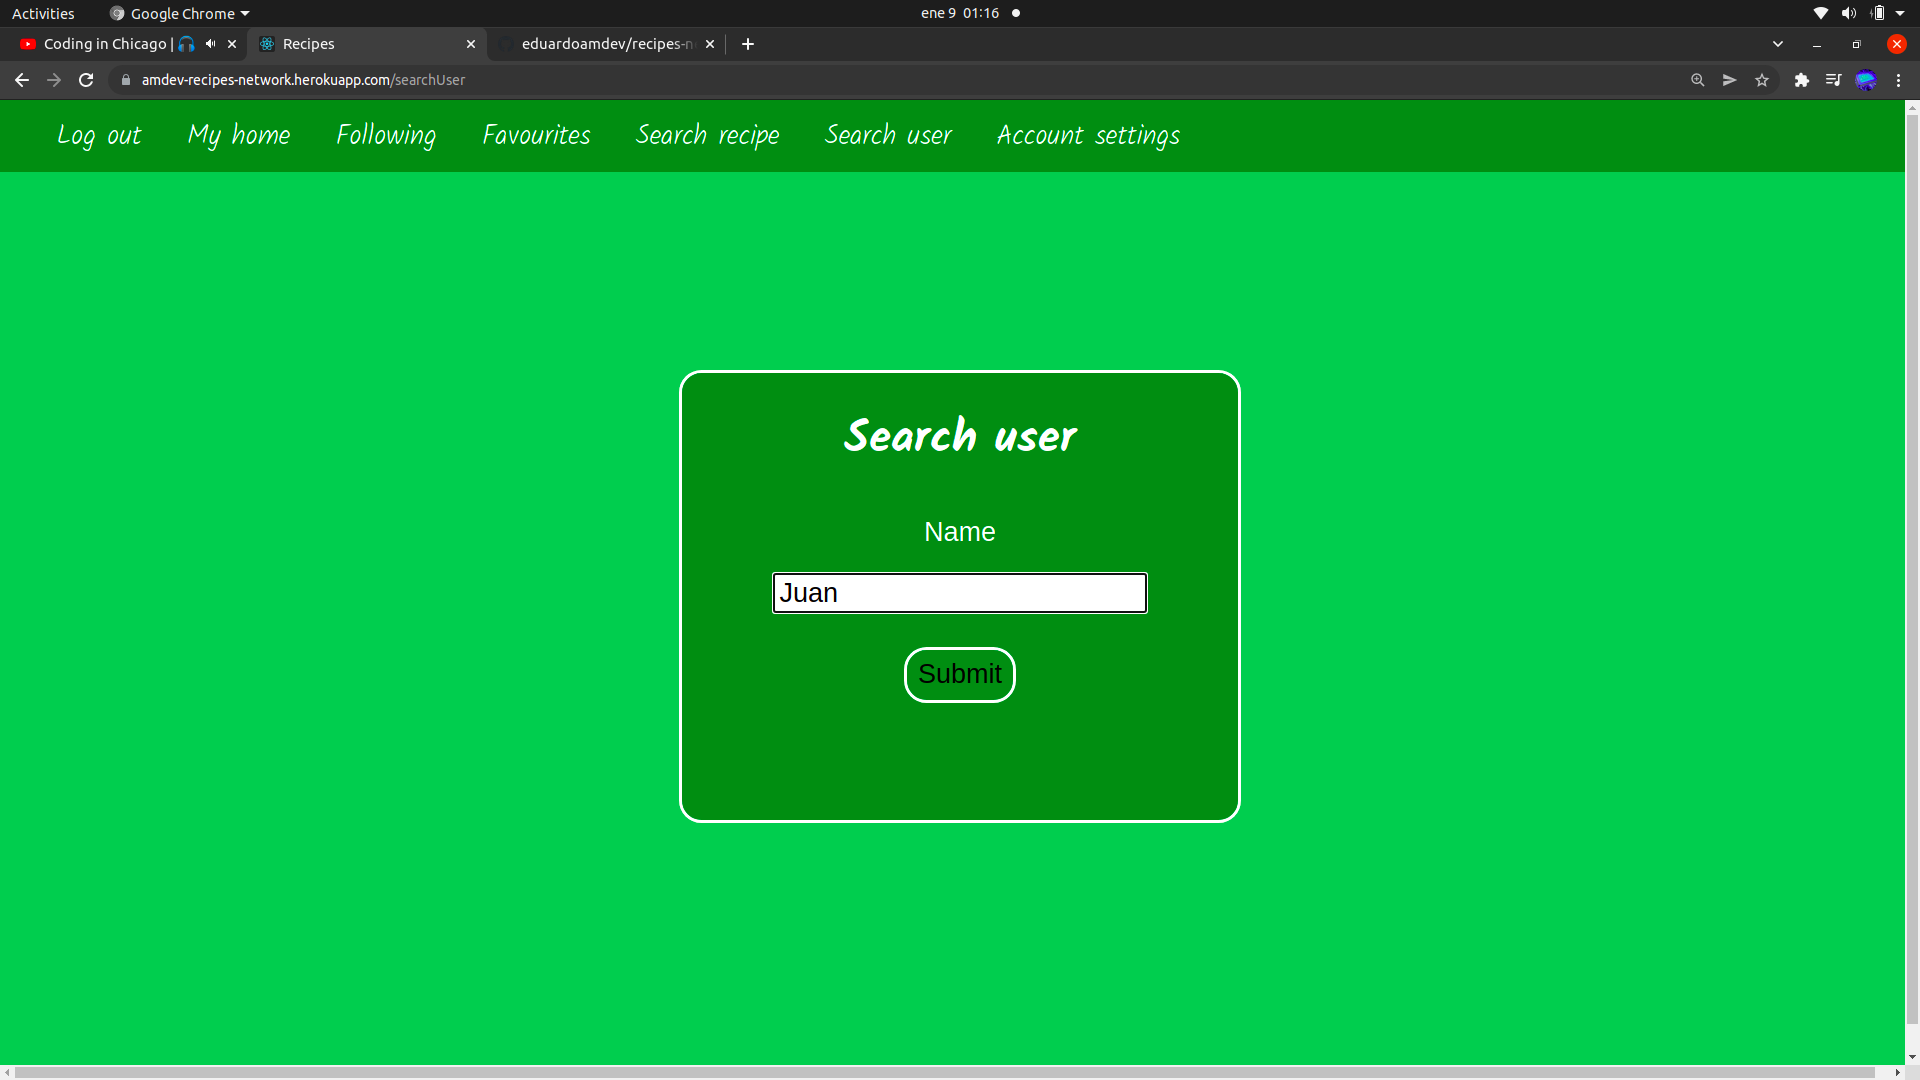 Activities Google Chrome ene 9 01:16
Coding in Chicago | Recipes eduardoamdev/recipes-n
amdev-recipes-network.herokuapp.com/searchUser
Log out My home Following Favourites Search recipe Search user Account settings
Search user
Name
Juan
Submit